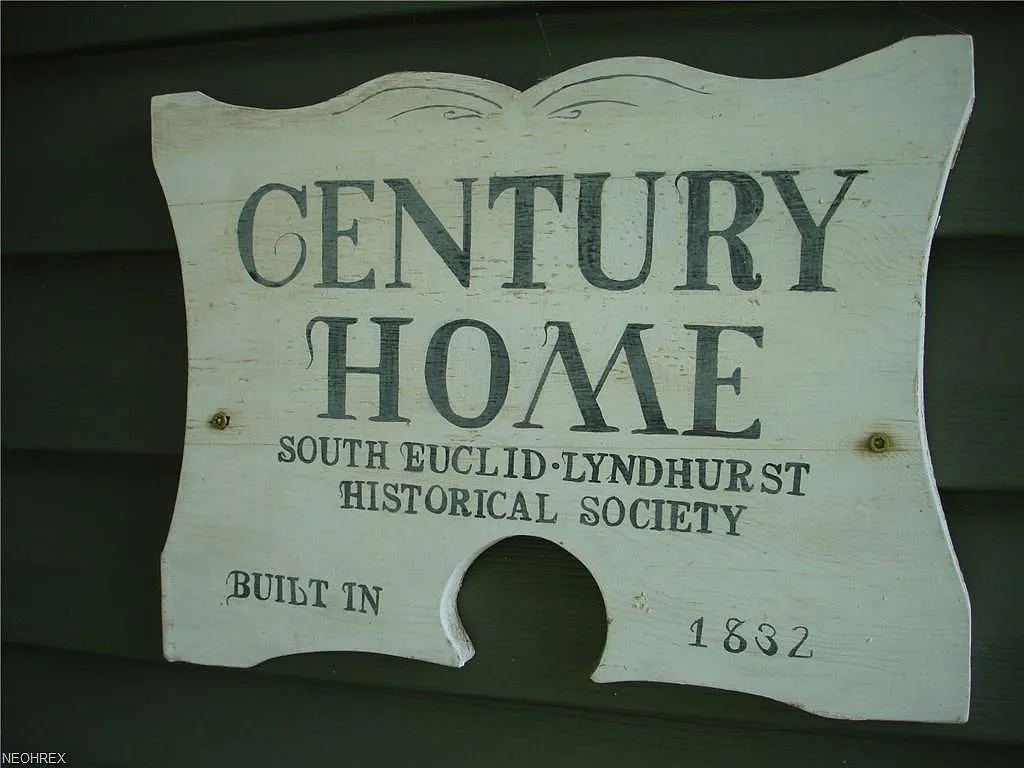 CENTURY
HOME
SOUTH EUCLID·LYNDHURST
HISTORICAL SOCIETY
BUILT IN 1832
NEOHREX